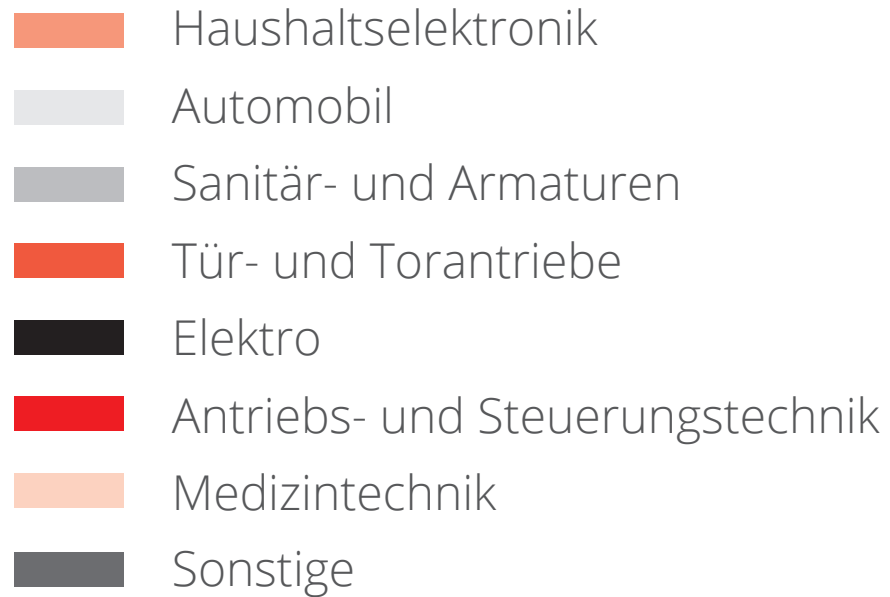 Haushaltselektronik
Automobil
Sanitär- und Armaturen
Tür- und Torantriebe
Elektro
Antriebs- und Steuerungstechnik
Medizintechnik
Sonstige